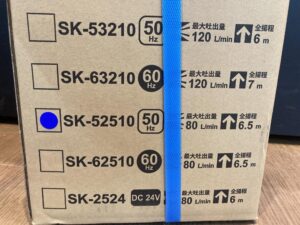 SK-53210 50 Hz 最大吐出量 120 L/min 全揚程 6 m
SK-63210 60 Hz 最大吐出量 120 L/min 全揚程 7 m
SK-52510 50 Hz 最大吐出量 80 L/min 全揚程 6.5 m
SK-62510 60 Hz 最大吐出量 80 L/min 全揚程 6.5 m
SK-2524 DC 24V 最大吐出量 80 L/min 全揚程 6 m